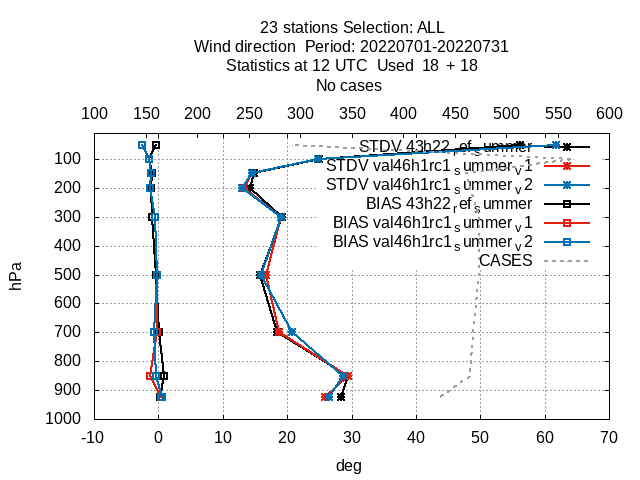 23 stations Selection: ALL
Wind direction  Period: 20220701-20220731
Statistics at 12 UTC  Used  18  + 18
No cases
100 150 200 250 300 350 400 450 500 550 600
STDV 43h22_ref_summer
STDV val46h1rc1_summer_v1
STDV val46h1rc1_summer_v2
BIAS 43h22_ref_summer
BIAS val46h1rc1_summer_v1
BIAS val46h1rc1_summer_v2
CASES
100
200
300
400
500
600
700
800
900
1000
hPa
-10 0 10 20 30 40 50 60 70
deg